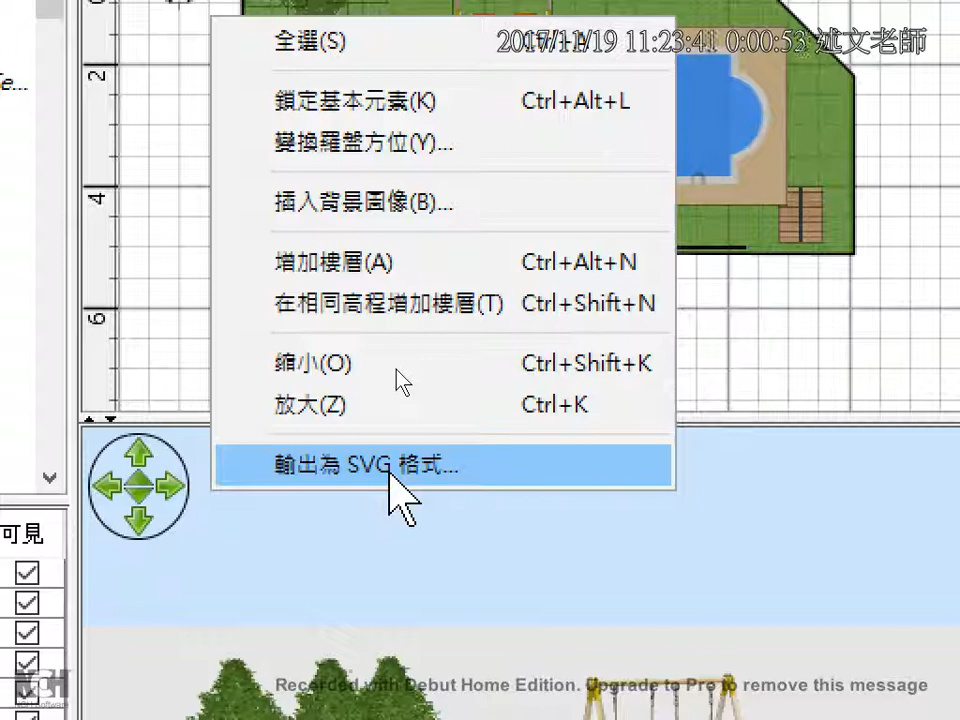 全選(S)
2017/11/19 11:23:41 0:00:53 述文老師
e...
2
鎖定基本元素(K) Ctrl+Alt+L
變換羅盤方位(Y)...
4
插入背景圖像(B)...
增加樓層(A) Ctrl+Alt+N
在相同高程增加樓層(T) Ctrl+Shift+N
6
縮小(O) Ctrl+Shift+K
放大(Z) Ctrl+K
輸出為 SVG 格式...
可見
Recorded with Debut Home Edition. Upgrade to Pro to remove this message